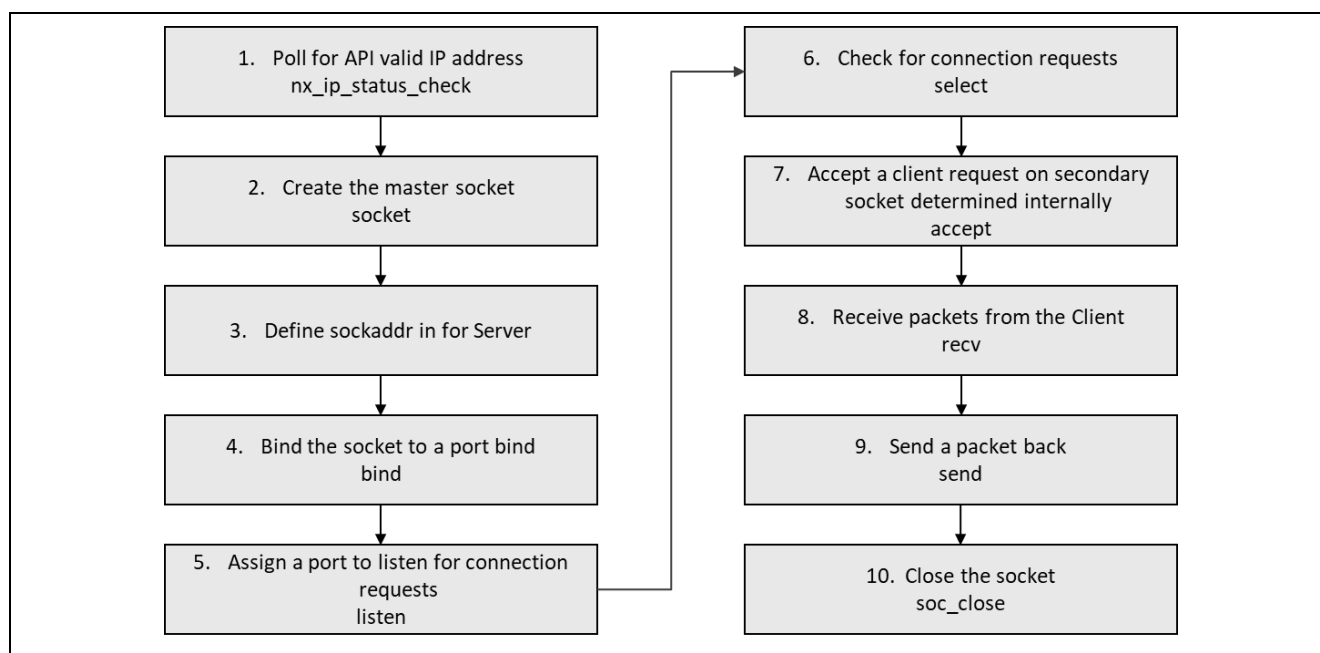 1. Poll for API valid IP address
nx_ip_status_check
2. Create the master socket
socket
3. Define sockaddr in for Server
4. Bind the socket to a port bind
bind
5. Assign a port to listen for connection
requests
listen
6. Check for connection requests
select
7. Accept a client request on secondary
socket determined internally
accept
8. Receive packets from the Client
recv
9. Send a packet back
send
10. Close the socket
soc_close